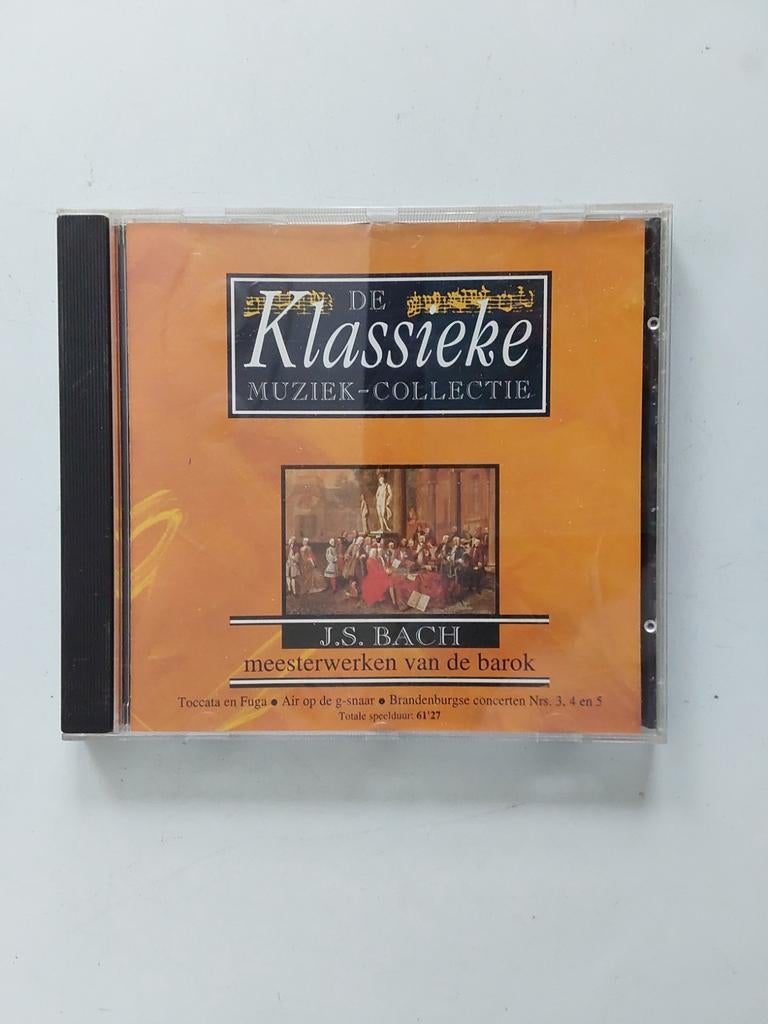 DE
Klassieke
MUZIEK-COLLECTIE
J.S. BACH
meesterwerken van de barok
Toccata en Fuga ● Air op de g-snaar ● Brandenburgse concerten Nrs. 3, 4 en 5
Totale speelduur: 61'27